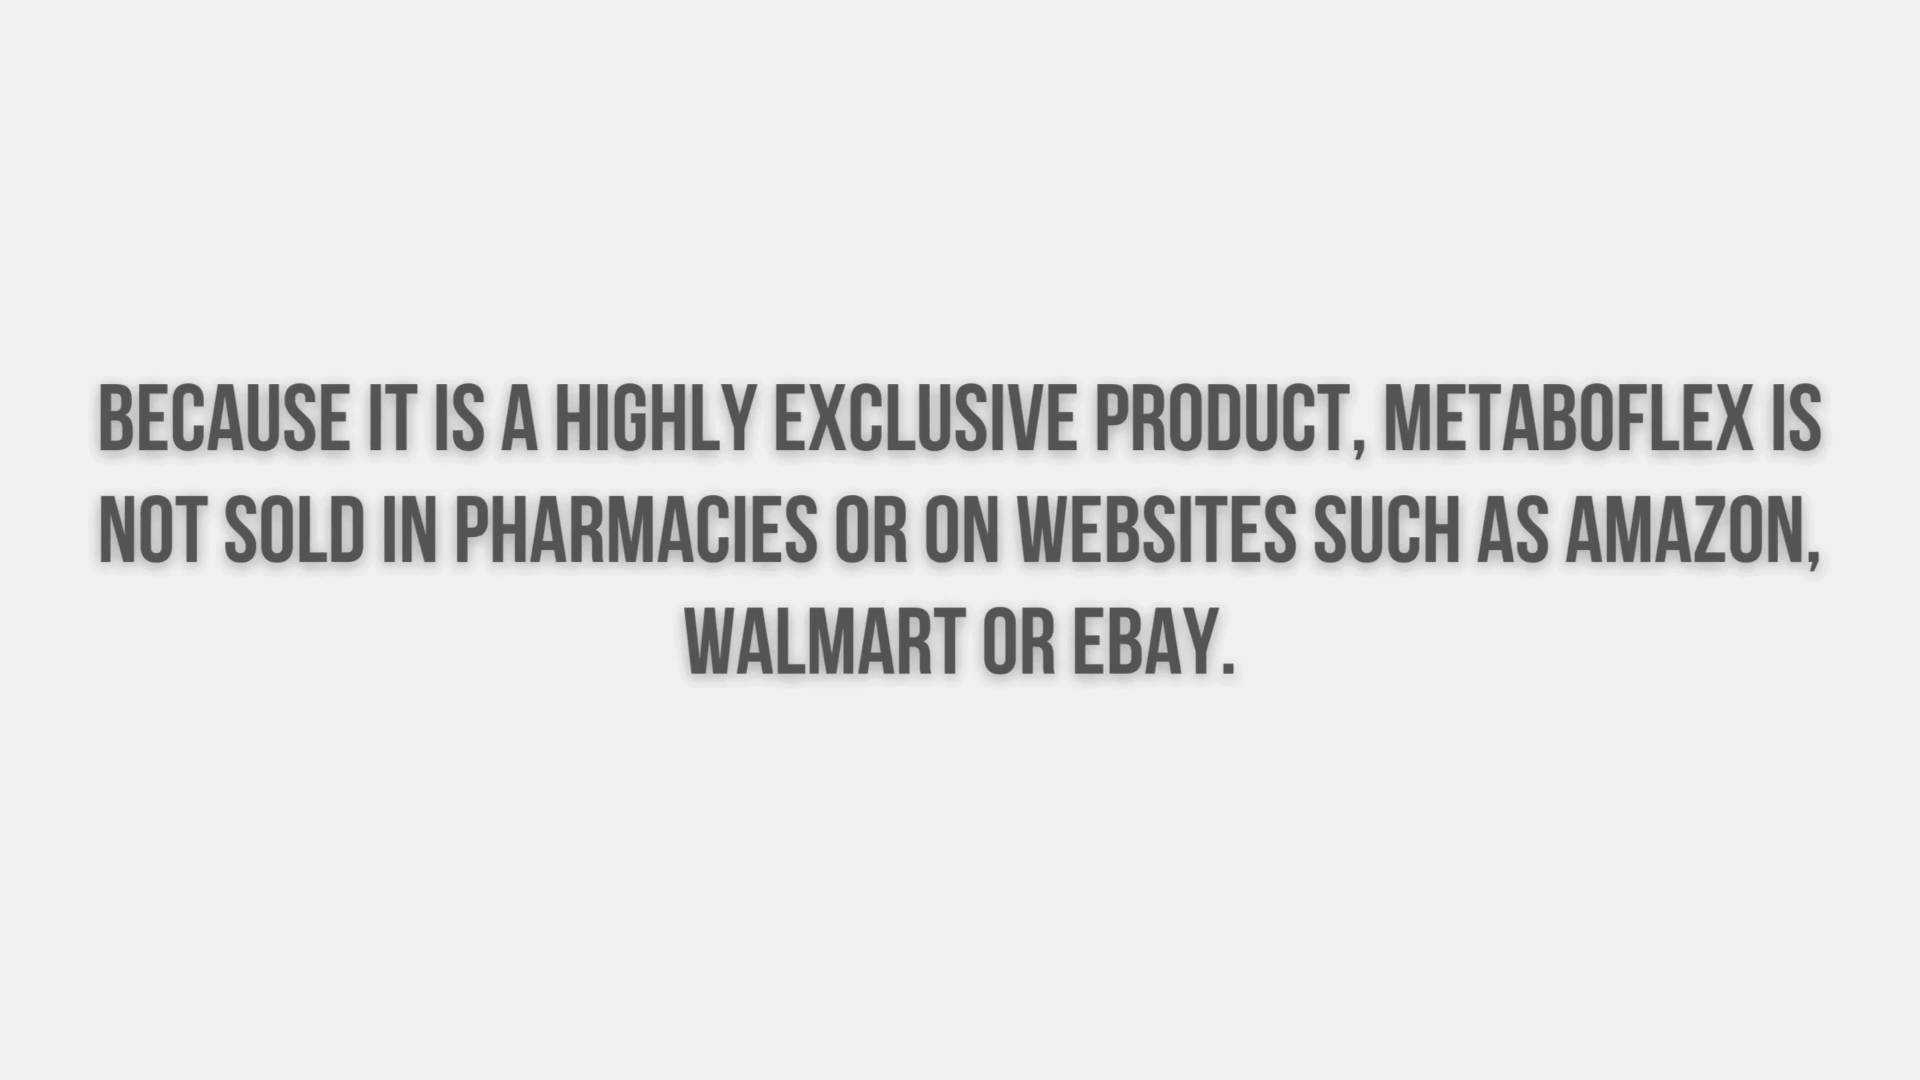 BECAUSE IT IS A HIGHLY EXCLUSIVE PRODUCT, METABOFLEX IS
NOT SOLD IN PHARMACIES OR ON WEBSITES SUCH AS AMAZON,
WALMART OR EBAY.